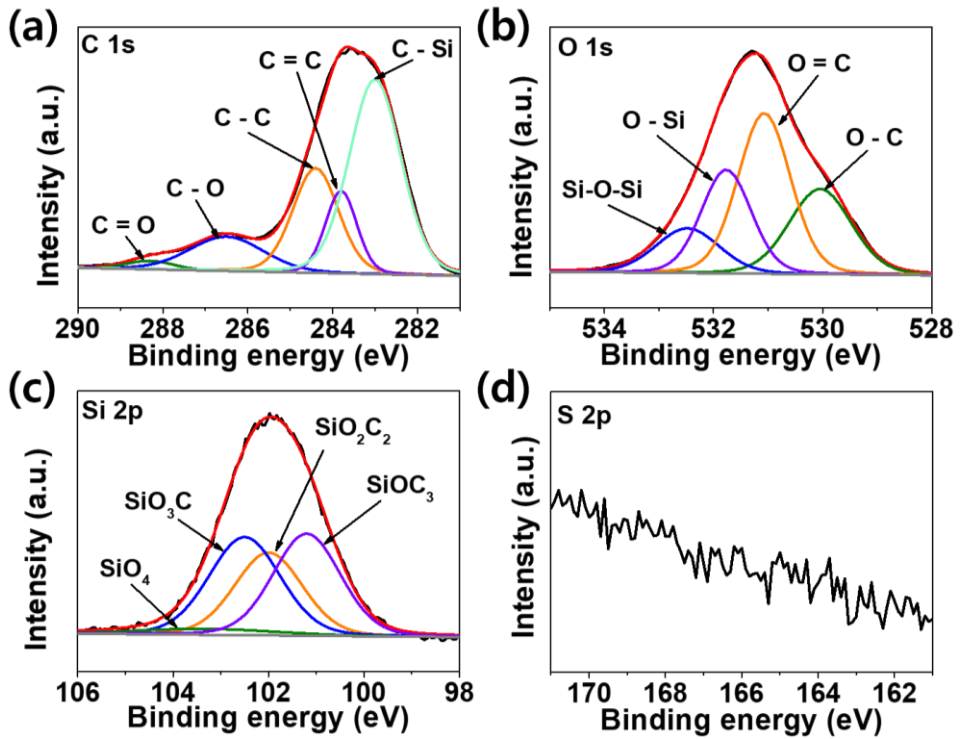 (a)
C 1s
C = O
C - O
C - C
C = C
C - Si
Intensity (a.u.)
290 288 286 284 282
Binding energy (eV)
(b)
O 1s
Si-O-Si
O - Si
O = C
O - C
Intensity (a.u.)
534 532 530 528
Binding energy (eV)
(c)
Si 2p
SiO₄
SiO₃C
SiO₂C₂
SiOC₃
Intensity (a.u.)
106 104 102 100 98
Binding energy (eV)
(d)
S 2p
Intensity (a.u.)
170 168 166 164 162
Binding energy (eV)